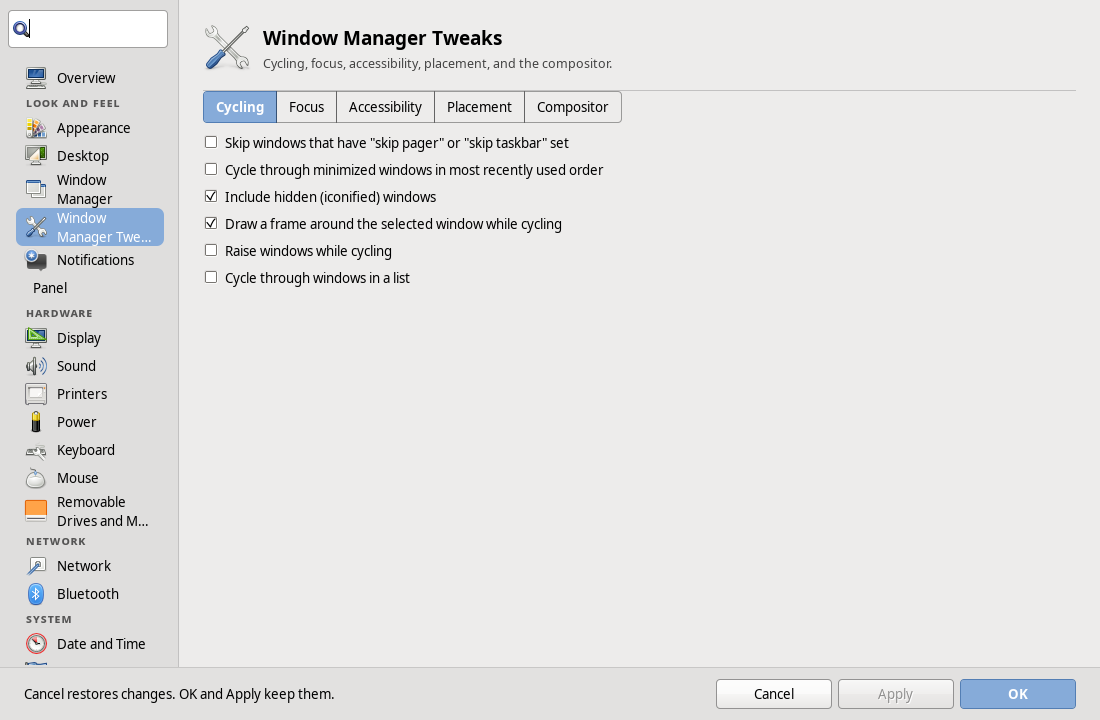 Overview
LOOK AND FEEL
Appearance
Desktop
Window
Manager
Window
Manager Twe...
Notifications
Panel
HARDWARE
Display
Sound
Printers
Power
Keyboard
Mouse
Removable
Drives and M...
NETWORK
Network
Bluetooth
SYSTEM
Date and Time
Window Manager Tweaks
Cycling, focus, accessibility, placement, and the compositor.
Cycling Focus Accessibility Placement Compositor
Skip windows that have "skip pager" or "skip taskbar" set
Cycle through minimized windows in most recently used order
Include hidden (iconified) windows
Draw a frame around the selected window while cycling
Raise windows while cycling
Cycle through windows in a list
Cancel restores changes. OK and Apply keep them.
Cancel Apply OK